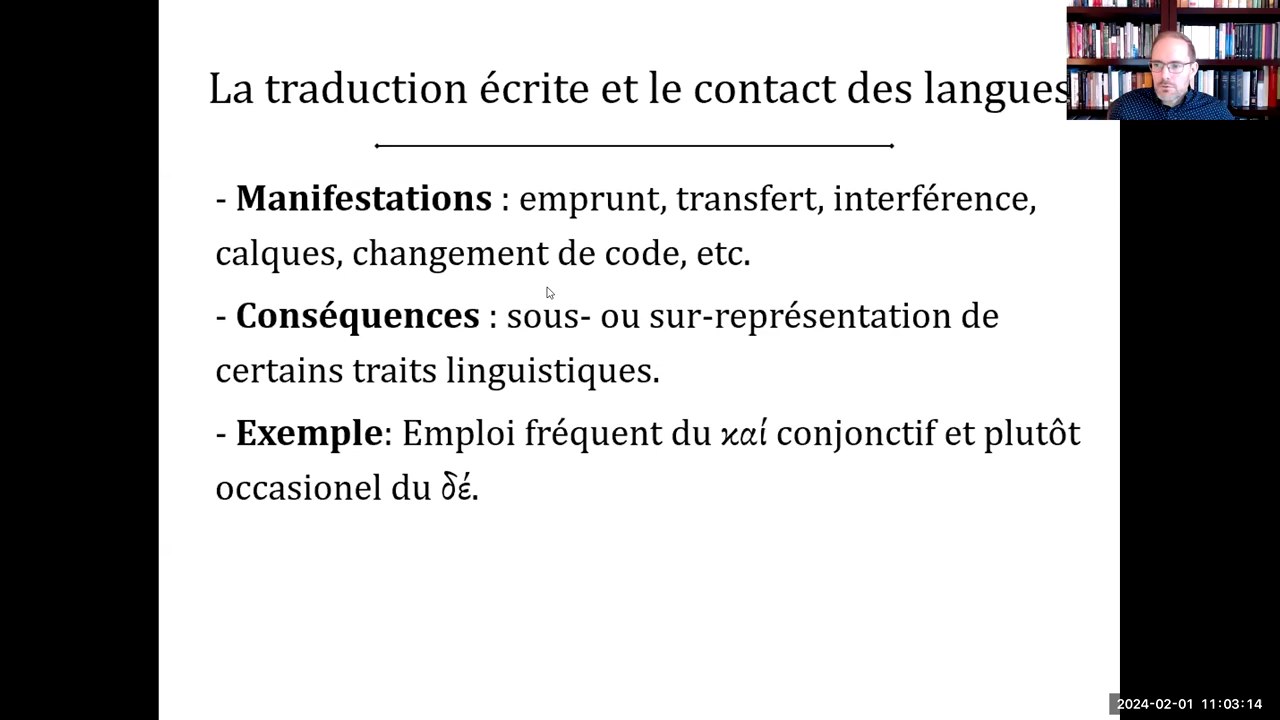 La traduction écrite et le contact des langues
- Manifestations : emprunt, transfert, interférence,
calques, changement de code, etc.
- Conséquences : sous- ou sur-représentation de
certains traits linguistiques.
- Exemple: Emploi fréquent du καί conjonctif et plutôt
occasionel du δέ.
2024-02-01 11:03:14